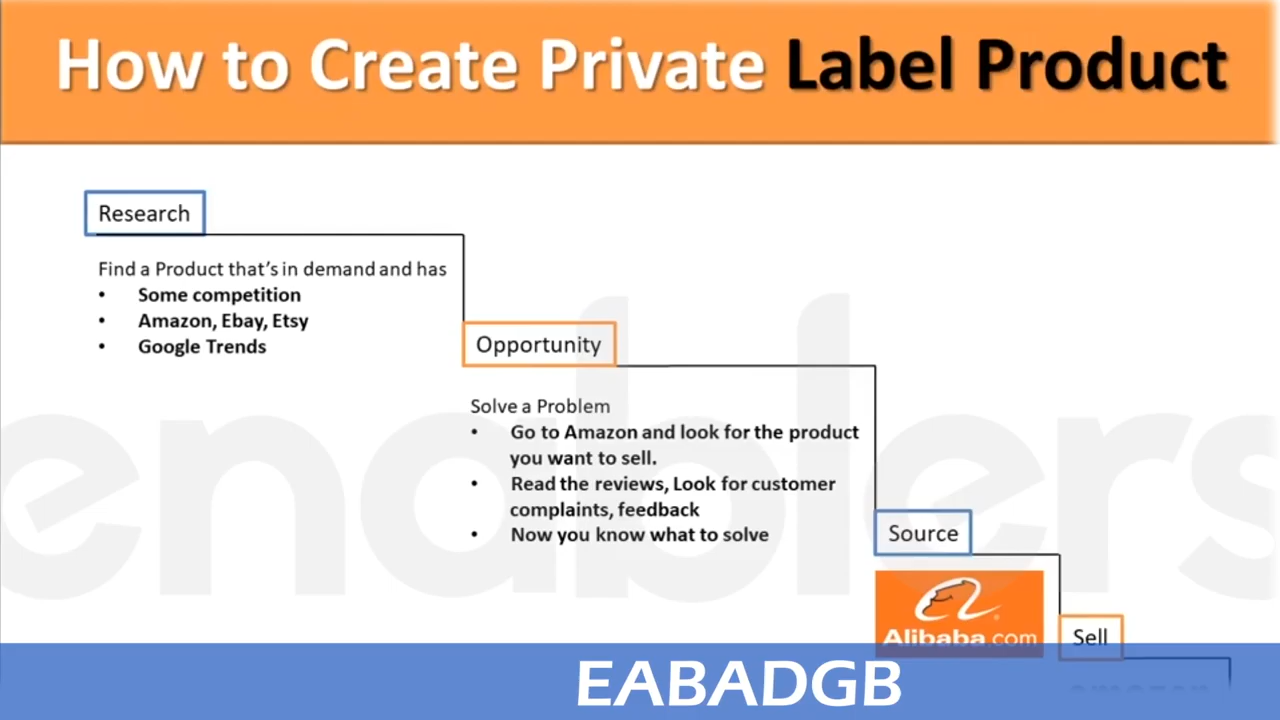 How to Create Private Label Product
Research
Find a Product that's in demand and has
• Some competition
• Amazon, Ebay, Etsy
• Google Trends
Opportunity
Solve a Problem
• Go to Amazon and look for the product
you want to sell.
• Read the reviews, Look for customer
complaints, feedback
• Now you know what to solve
Source
Alibaba.com
Sell
enablers
EABADGB